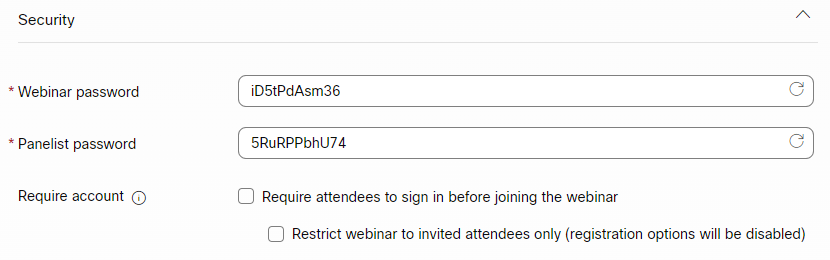 Security
* Webinar password iD5tPdAsm36
* Panelist password 5RuRPPbhU74
Require account Require attendees to sign in before joining the webinar
Restrict webinar to invited attendees only (registration options will be disabled)